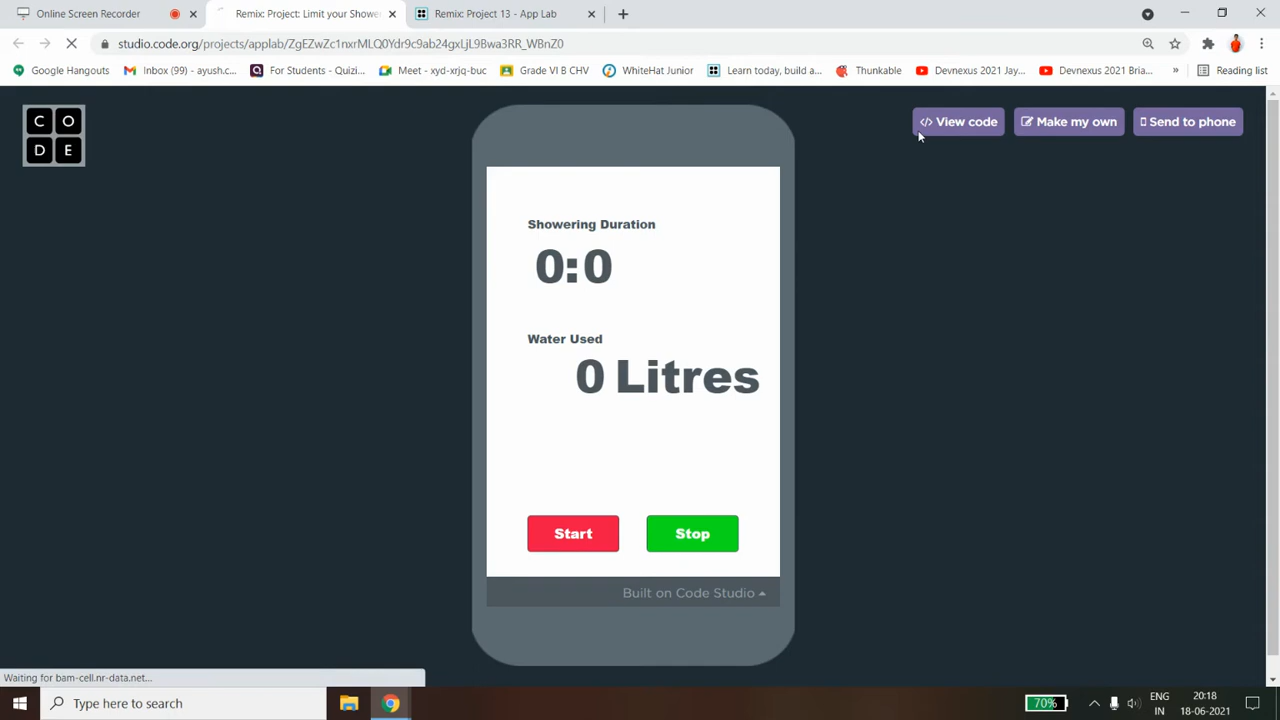 Online Screen Recorder
Remix: Project: Limit your Showe
Remix: Project 13 - App Lab
studio.code.org/projects/applab/ZgEZwZc1nxrMLQ0Ydr9c9ab24gxLjL9Bwa3RR_WBnZ0
Google Hangouts
Inbox (99) - ayush.c...
For Students - Quizi...
Meet - xyd-xrjq-buc
Grade VI B CHV
WhiteHat Junior
Learn today, build a...
Thunkable
Devnexus 2021 Jay...
Devnexus 2021 Bria...
»
Reading list
C O
D E
</> View code
Make my own
Send to phone
Showering Duration
0:0
Water Used
0 Litres
Start
Stop
Built on Code Studio
Waiting for bam-cell.nr-data.net...
Type here to search
70%
ENG
IN
20:18
18-06-2021